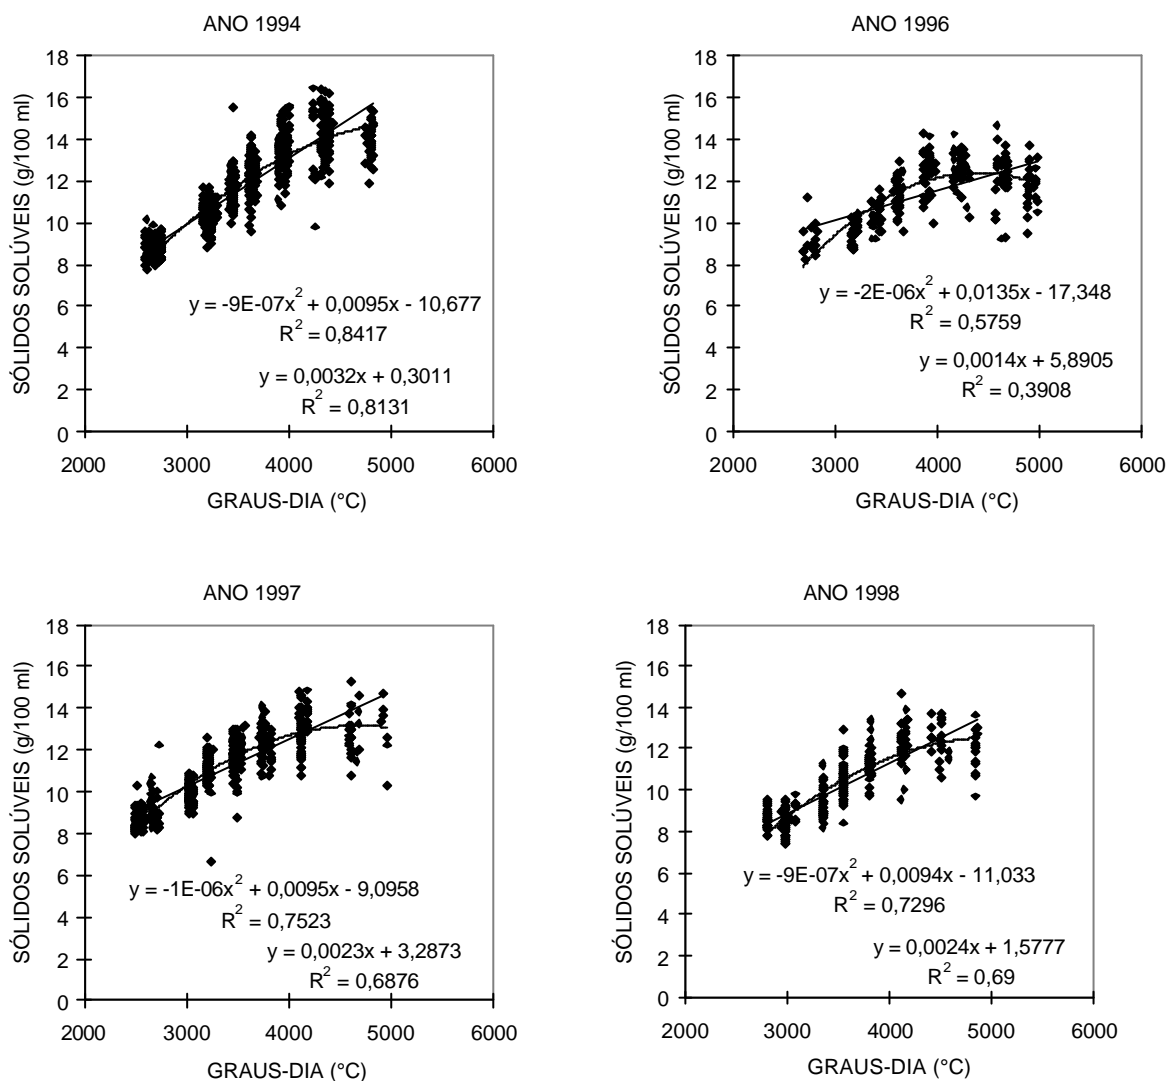 ANO 1994
SÓLIDOS SOLÚVEIS (g/100 ml)
18
16
14
12
10
8
6
4
2
0
y = -9E-07x² + 0,0095x - 10,677
R² = 0,8417
y = 0,0032x + 0,3011
R² = 0,8131
2000 3000 4000 5000 6000
GRAUS-DIA (°C)
ANO 1996
SÓLIDOS SOLÚVEIS (g/100 ml)
18
16
14
12
10
8
6
4
2
0
y = -2E-06x² + 0,0135x - 17,348
R² = 0,5759
y = 0,0014x + 5,8905
R² = 0,3908
2000 3000 4000 5000 6000
GRAUS-DIA (°C)
ANO 1997
SÓLIDOS SOLÚVEIS (g/100 ml)
18
16
14
12
10
8
6
4
2
0
y = -1E-06x² + 0,0095x - 9,0958
R² = 0,7523
y = 0,0023x + 3,2873
R² = 0,6876
2000 3000 4000 5000 6000
GRAUS-DIA (°C)
ANO 1998
SÓLIDOS SOLÚVEIS (g/100 ml)
18
16
14
12
10
8
6
4
2
0
y = -9E-07x² + 0,0094x - 11,033
R² = 0,7296
y = 0,0024x + 1,5777
R² = 0,69
2000 3000 4000 5000 6000
GRAUS-DIA (°C)